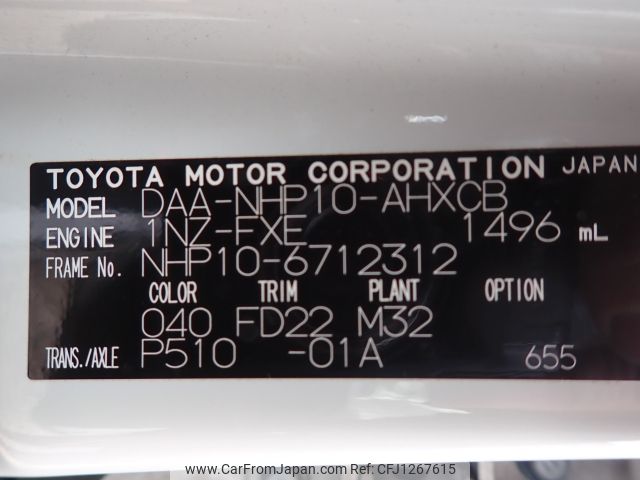 TOYOTA MOTOR CORPORATION JAPAN
MODEL DAA-NHP10-AHXCB
ENGINE 1NZ-FXE 1496 mL
FRAME No. NHP10-6712312
COLOR TRIM PLANT OPTION
040 FD22 M32
TRANS./AXLE P510 -01A 655
www.CarFromJapan.com ref.CFJ1267615